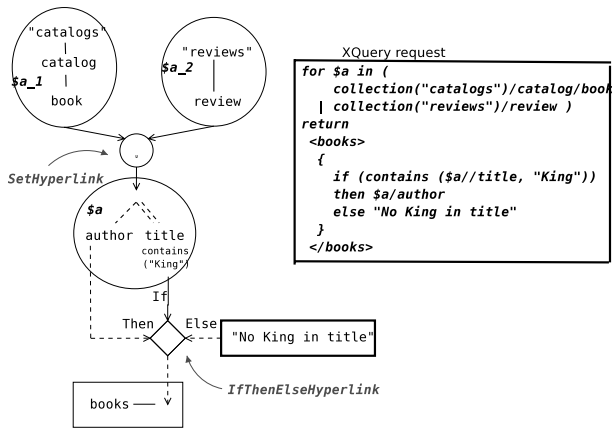 "catalogs"
catalog
$a_1
book
"reviews"
$a_2
review
SetHyperlink
$a
author title
contains
("King")
If
Then Else
"No King in title"
IfThenElseHyperlink
books
XQuery request
for $a in (
collection("catalogs")/catalog/book
| collection("reviews")/review )
return
<books>
{
if (contains ($a//title, "King"))
then $a/author
else "No King in title"
}
</books>